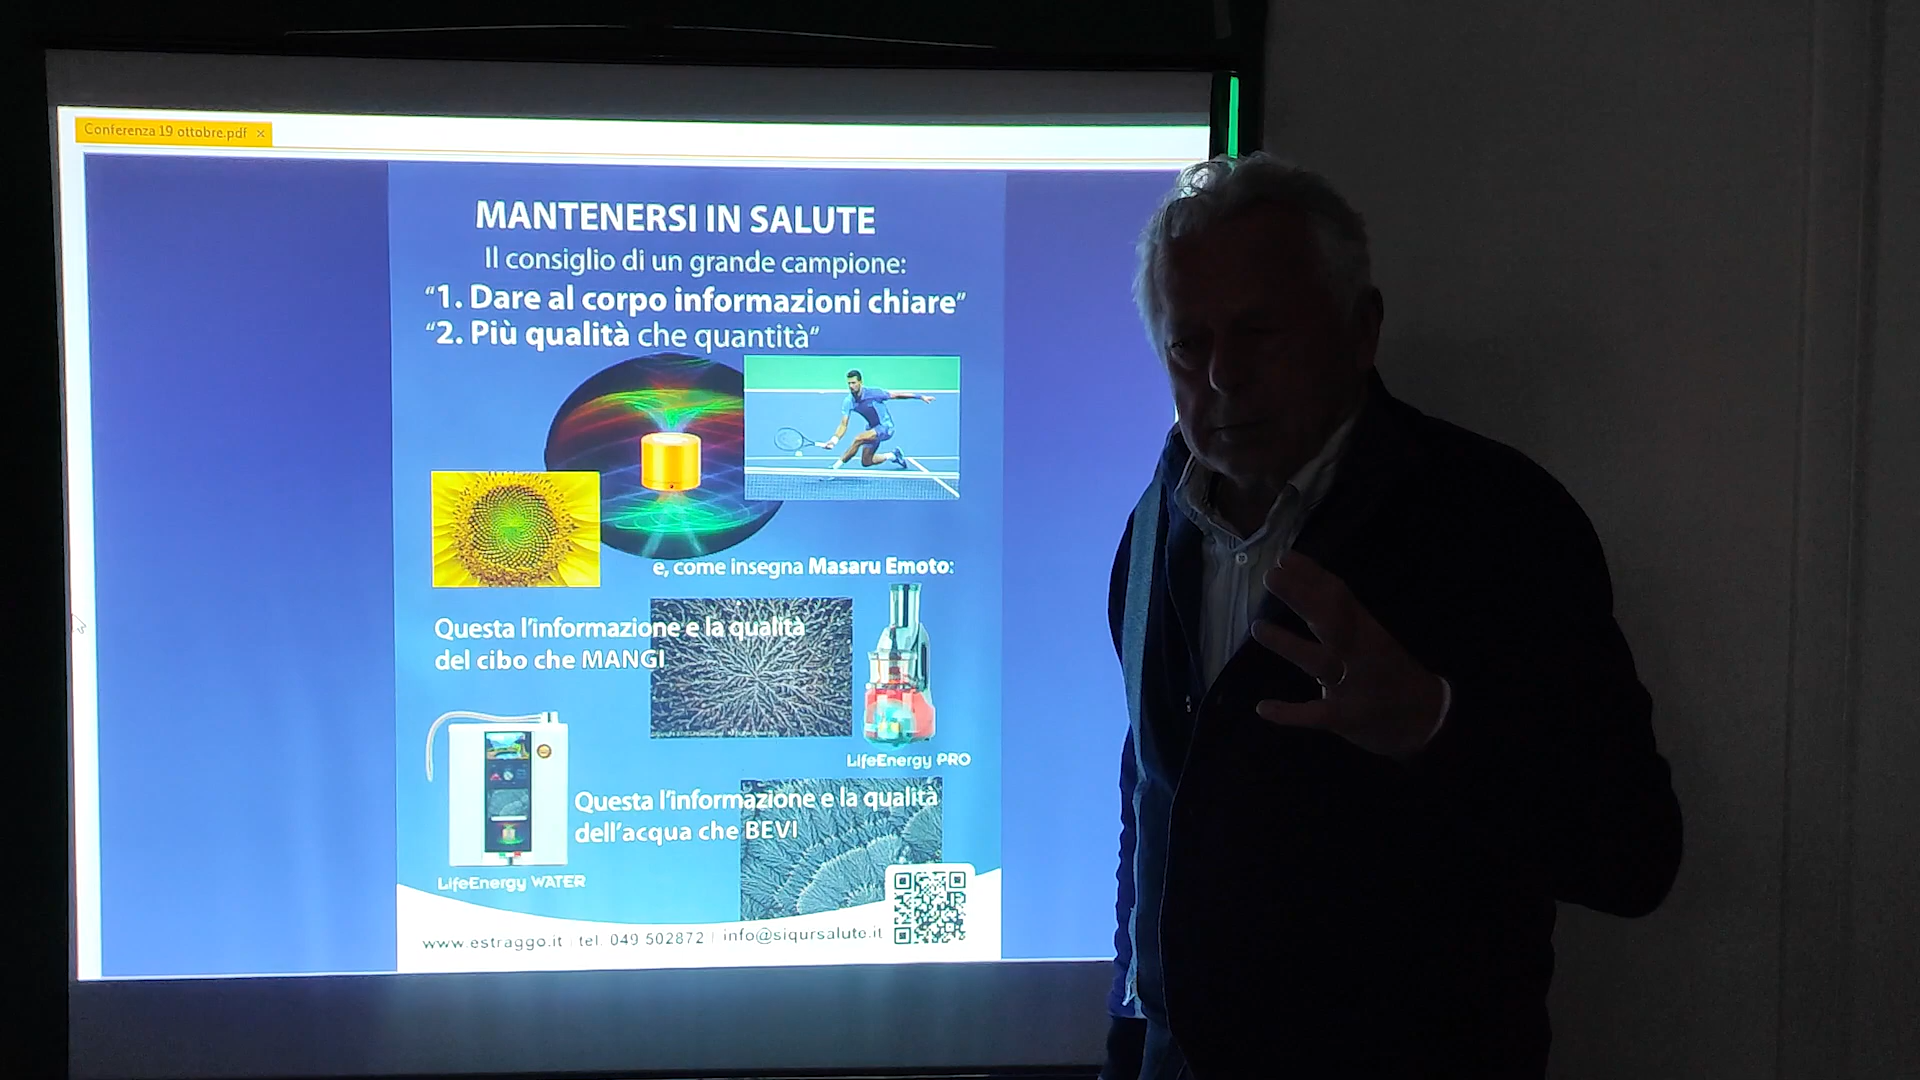 Conferenza 19 ottobre.pdf ×
MANTENERSI IN SALUTE
Il consiglio di un grande campione:
“1. Dare al corpo informazioni chiare”
“2. Più qualità che quantità“
e, come insegna Masaru Emoto:
Questa l'informazione e la qualità
del cibo che MANGI
LifeEnergy PRO
Questa l'informazione e la qualità
dell'acqua che BEVI
LifeEnergy WATER
www.estraggo.it | tel. 049 502872 | info@siqursalute.it